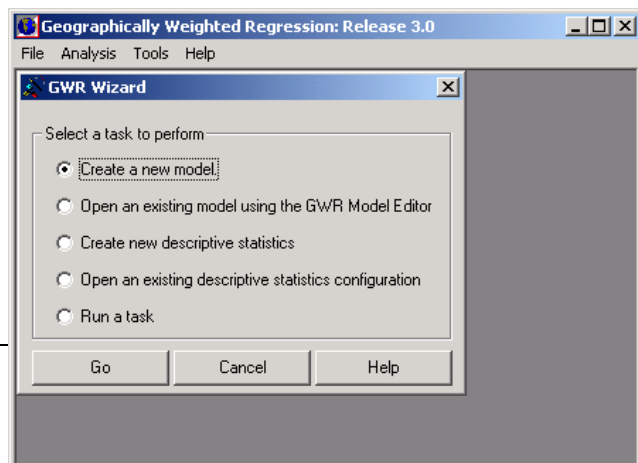 Geographically Weighted Regression: Release 3.0
File Analysis Tools Help
GWR Wizard
Select a task to perform
Create a new model.
Open an existing model using the GWR Model Editor
Create new descriptive statistics
Open an existing descriptive statistics configuration
Run a task
Go Cancel Help